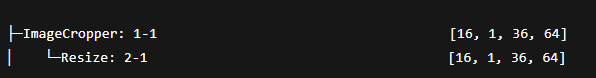 ├─ImageCropper: 1-1 [16, 1, 36, 64]
│ └─Resize: 2-1 [16, 1, 36, 64]